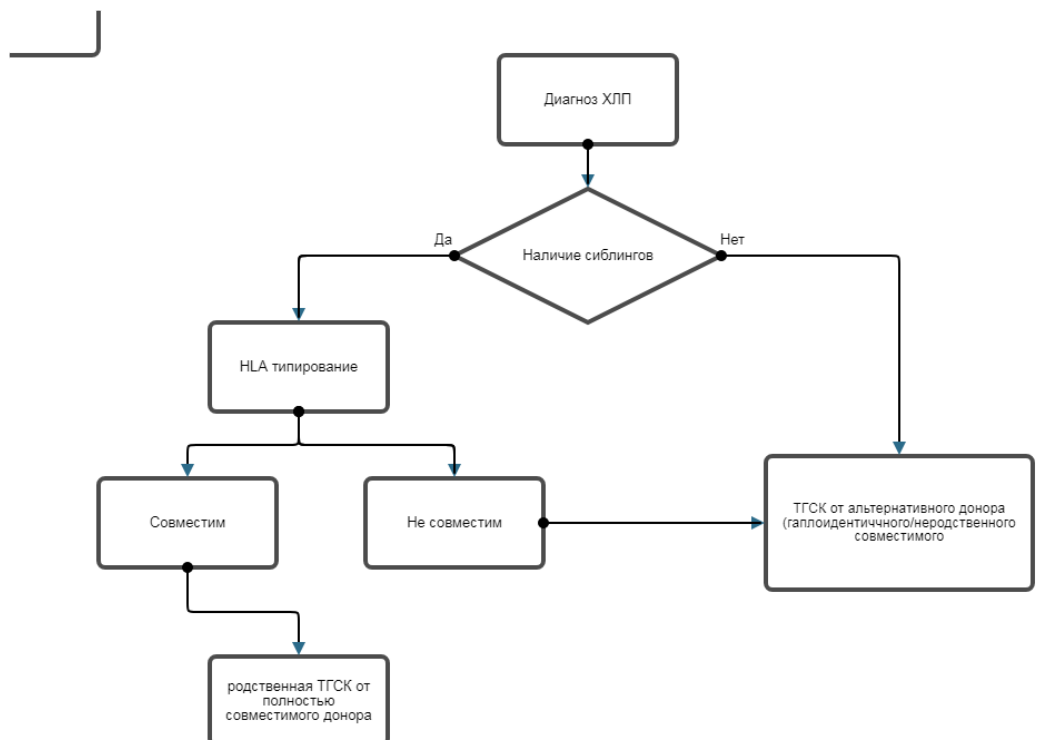 Диагноз ХЛП
Наличие сиблингов
Да
Нет
HLA типирование
Совместим
Не совместим
ТГСК от альтернативного донора
(гаплоидентиччного/неродственного
совместимого
родственная ТГСК от
полностью
совместимого донора